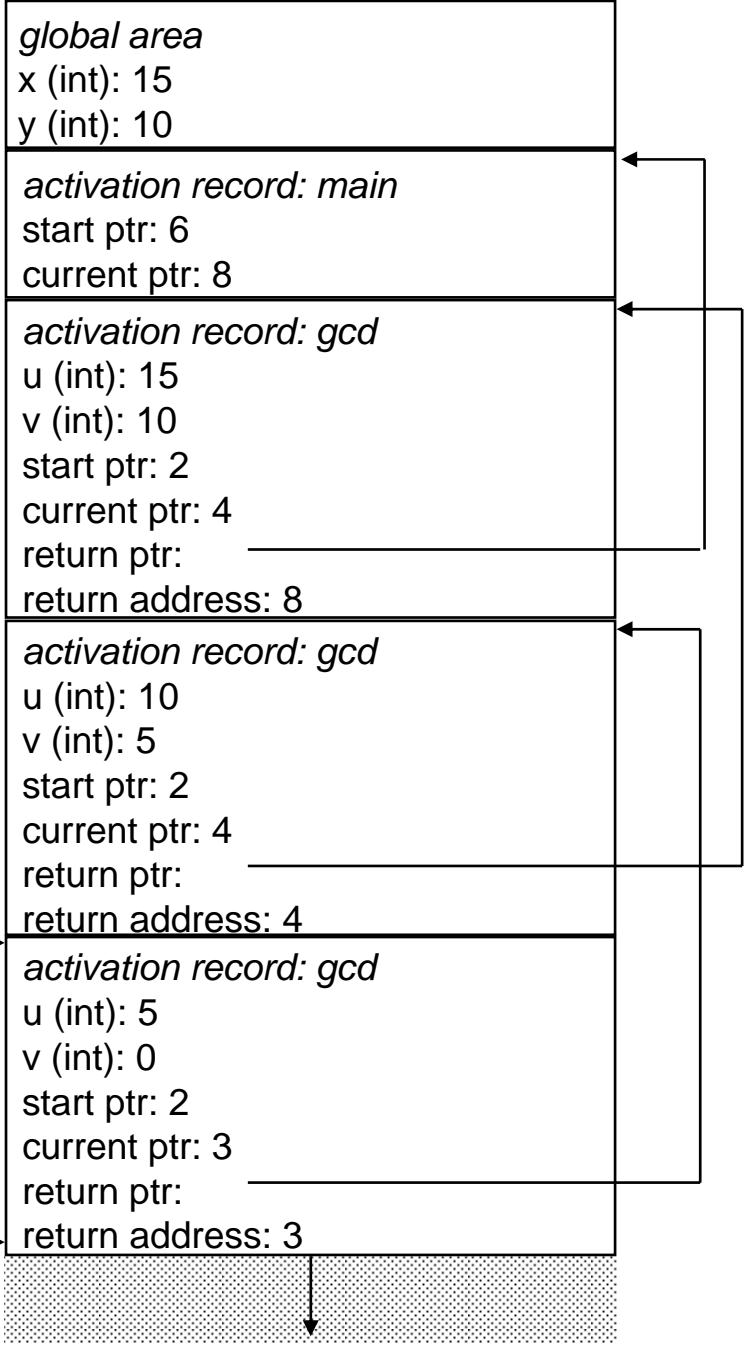 global area
x (int): 15
y (int): 10
activation record: main
start ptr: 6
current ptr: 8
activation record: gcd
u (int): 15
v (int): 10
start ptr: 2
current ptr: 4
return ptr:
return address: 8
activation record: gcd
u (int): 10
v (int): 5
start ptr: 2
current ptr: 4
return ptr:
return address: 4
activation record: gcd
u (int): 5
v (int): 0
start ptr: 2
current ptr: 3
return ptr:
return address: 3